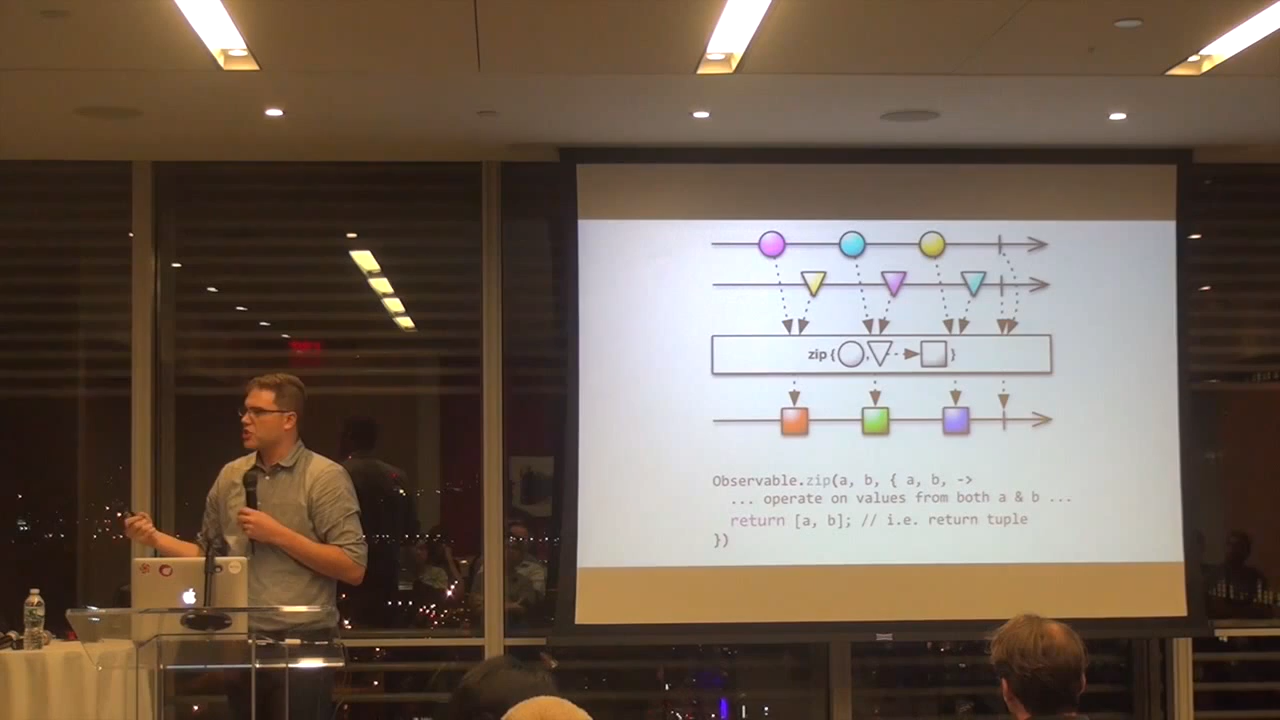 zip { , }
Observable.zip(a, b, { a, b, ->
... operate on values from both a & b ...
return [a, b]; // i.e. return tuple
})